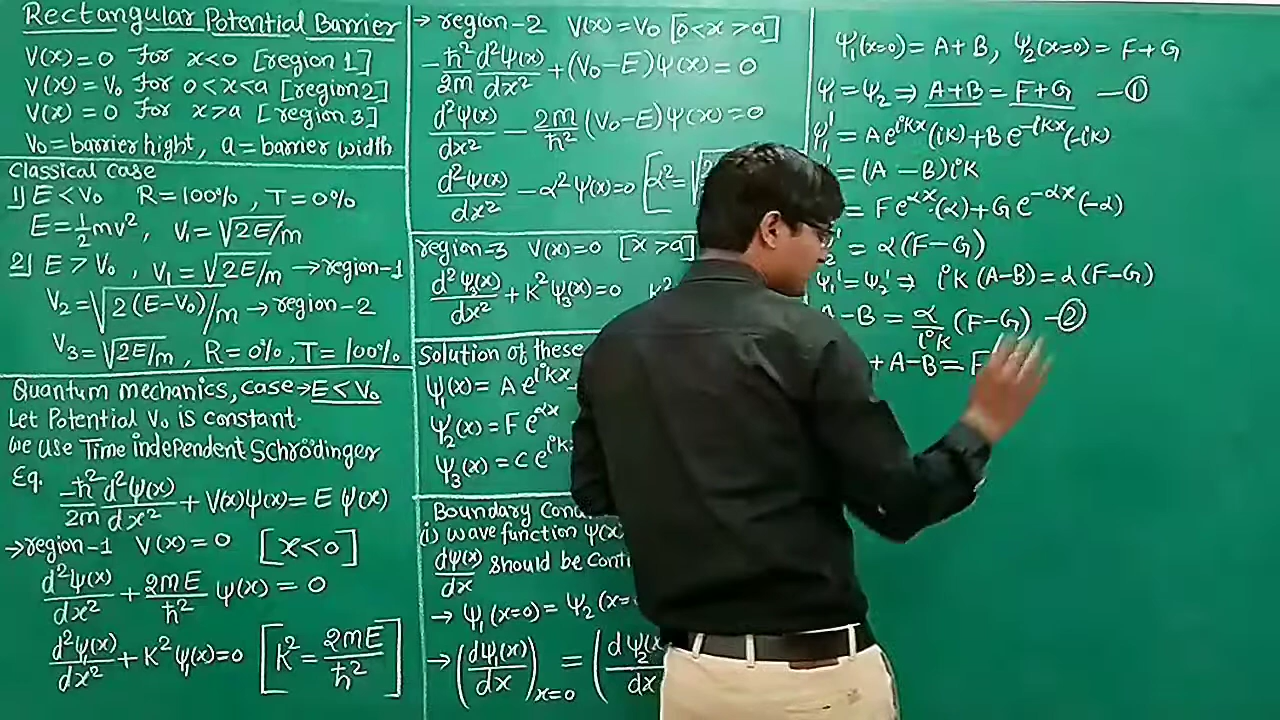 Rectangular Potential Barrier
V(x)=0 For x<0 [region 1]
V(x)=V₀ For 0<x<a [region2]
V(x)=0 For x>a [region 3]
V₀=barrier hight, a=barrier width
Classical Case
1) E<V₀ R=100%, T=0%
E=½mv², V₁=√2E/m
2) E>V₀, V₁=√2E/m →region-1
V₂=√2(E-V₀)/m →region-2
V₃=√2E/m, R=0%, T=100%
Quantum mechanics, Case→E<V₀
Let Potential V₀ is constant.
we use Time independent Schrödinger
Eq. -ħ²/2m d²ψ(x)/dx² + V(x)ψ(x)= E ψ(x)
→region-1 V(x)=0 [x<0]
d²ψ(x)/dx² + 2mE/ħ² ψ(x)=0
d²ψ(x)/dx² + K²ψ(x)=0 [K²=2mE/ħ²]
→region-2 V(x)=V₀ [0<x>a]
-ħ²/2m d²ψ(x)/dx² + (V₀-E)ψ(x)=0
d²ψ(x)/dx² - 2m/ħ² (V₀-E)ψ(x)=0
d²ψ(x)/dx² - α²ψ(x)=0 [α²=√
region-3 V(x)=0 [x>a]
d²ψ₃(x)/dx² + K²ψ₃(x)=0 K²
Solution of these
ψ(x)= A e^ikx
ψ₂(x)=F e^αx
ψ₃(x)=C e^ik
Boundary
(i) wave function ψ(x)
dψ(x)/dx should be
→ ψ₁(x=0)=ψ₂(x=
→(dψ₁(x)/dx)ₓ₌₀ = (dψ₂(x/dx
ψ₁(x=0)=A+B, ψ₂(x=0)=F+G
ψ₁=ψ₂ ⇒ A+B=F+G —①
ψ₁'=Ae^ikx(ik)+Be^-ikx(-ik)
=(A-B)ik
=Fe^αx·(α)+Ge^-αx(-α)
₂'=α(F-G)
ψ₁'=ψ₂' ⇒ ik(A-B)=α(F-G)
A-B=α/ik (F-G) —②
+A-B=F